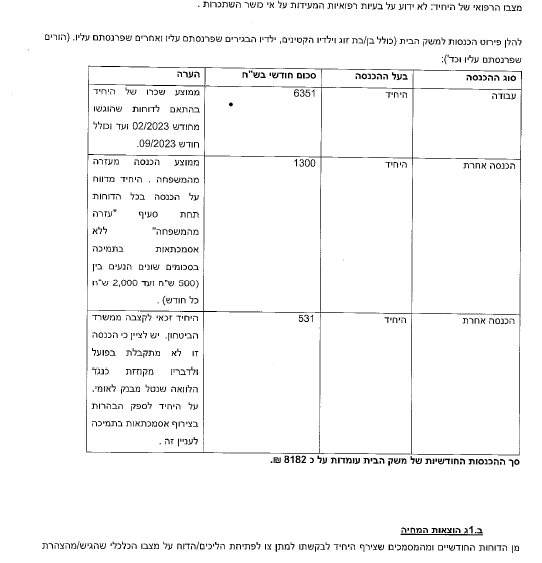 מצבו הרפואי של היחיד: לא ידוע על בעיות רפואיות המעידות על אי כושר השתכרות .
להלן פירוט הכנסות למשק הבית (כולל בן/בת זוג וילדיו הקטינים, ילדיו הבגירים שפרנסתם עליו ואחרים שפרנסתם עליו. (הורים
שפרנסתם עליו וכד'):
סוג ההכנסה בעל ההכנסה סכום חודשי בש"ח הערה
עבודה היחיד 6351 ממוצע שכרו של היחיד
בהתאם לדוחות שהוגשו
מחודש 02/2023 ועד וכולל
חודש 09/2023.
הכנסה אחרת היחיד 1300 ממוצע הכנסה מעזרה
מהמשפחה . היחיד מדווח
על הכנסה בכל הדוחות
תחת סעיף "עזרה
מהמשפחה" ללא
אסמכתאות בתמיכה
בסכומים שונים הנעים בין
(500 ש"ח ועד 2,000 ש"ח
כל חודש) .
הכנסה אחרת היחיד 531 היחיד זכאי לקצבה ממשרד
הביטחון. יש לציין כי הכנסה
זו לא מתקבלת בפועל
ולדבריו מקוזזת כנגד
הלוואה שנטל מבנק לאומי.
על היחיד לספק הבהרות
בצירוף אסמכתאות בתמיכה
לעניין זה .
סך ההכנסות החודשיות של משק הבית עומדות על כ 8182 ₪.
ב.1ג הוצאות המחיה
מן הדוחות החודשיים ומהמסמכים שצירף היחיד לבקשתו למתן צו לפתיחת הליכים/הדוח על מצבו הכלכלי שהגיש/מהצהרת